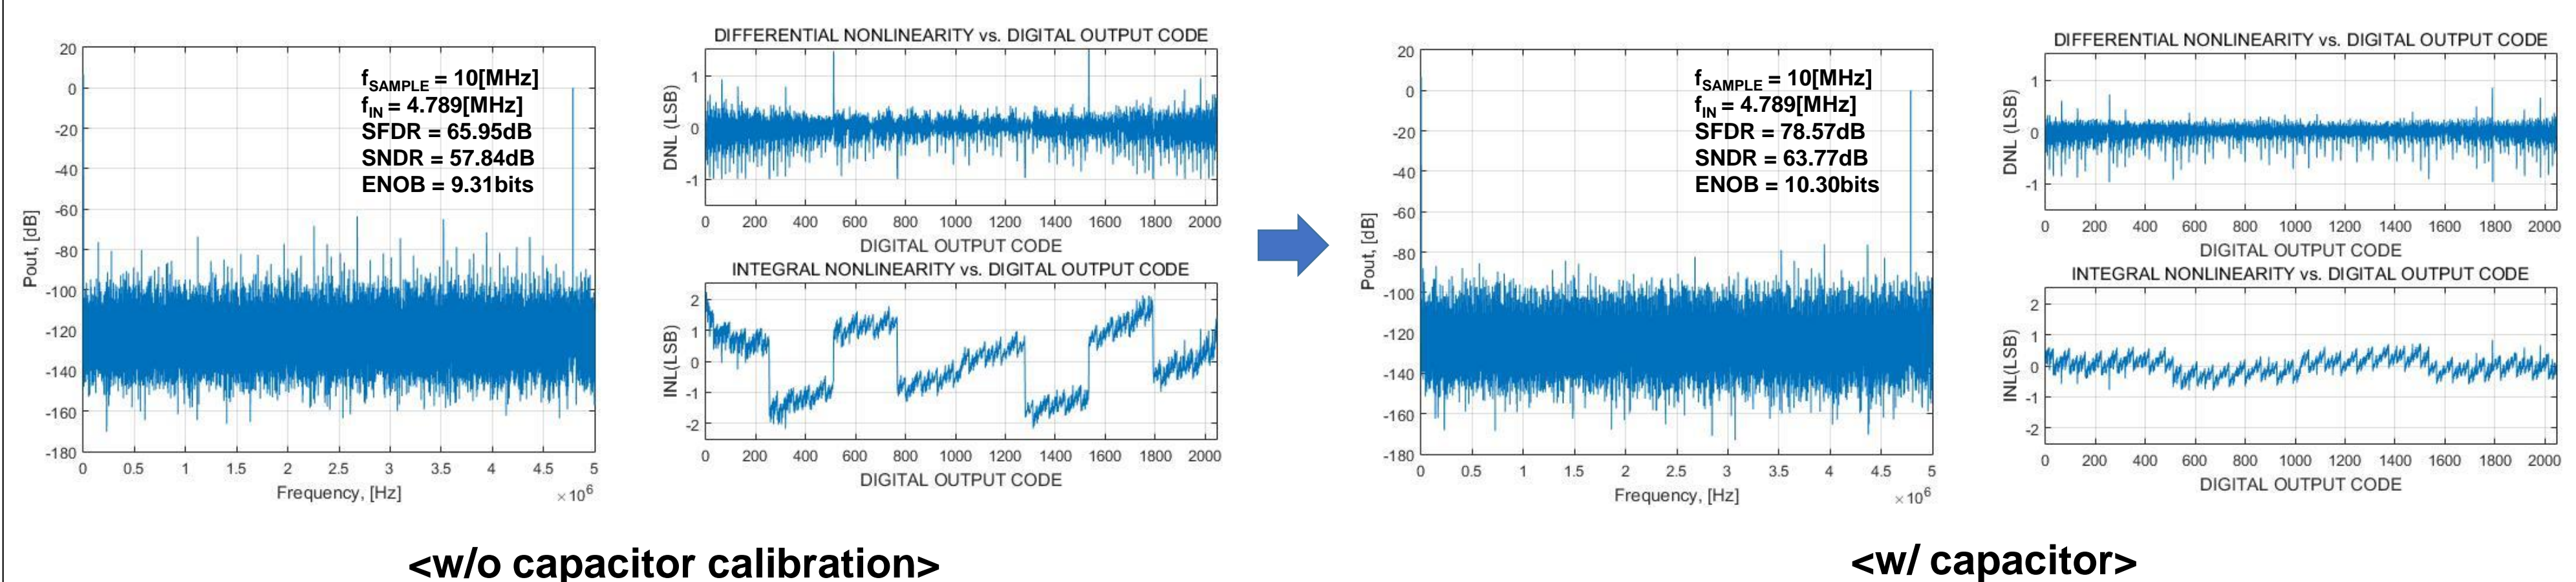 20
0
-20
-40
-60
-80
-100
-120
-140
-160
-180
Pout, [dB]
f_SAMPLE = 10[MHz]
f_IN = 4.789[MHz]
SFDR = 65.95dB
SNDR = 57.84dB
ENOB = 9.31bits
0 0.5 1 1.5 2 2.5 3 3.5 4 4.5 5
Frequency, [Hz]
×10^6
DIFFERENTIAL NONLINEARITY vs. DIGITAL OUTPUT CODE
1
0
-1
DNL (LSB)
0 200 400 600 800 1000 1200 1400 1600 1800 2000
DIGITAL OUTPUT CODE
INTEGRAL NONLINEARITY vs. DIGITAL OUTPUT CODE
2
1
0
-1
-2
INL(LSB)
0 200 400 600 800 1000 1200 1400 1600 1800 2000
DIGITAL OUTPUT CODE
<w/o capacitor calibration>
20
0
-20
-40
-60
-80
-100
-120
-140
-160
-180
Pout, [dB]
f_SAMPLE = 10[MHz]
f_IN = 4.789[MHz]
SFDR = 78.57dB
SNDR = 63.77dB
ENOB = 10.30bits
0 0.5 1 1.5 2 2.5 3 3.5 4 4.5 5
Frequency, [Hz]
×10^6
DIFFERENTIAL NONLINEARITY vs. DIGITAL OUTPUT CODE
1
0
-1
DNL (LSB)
0 200 400 600 800 1000 1200 1400 1600 1800 2000
DIGITAL OUTPUT CODE
INTEGRAL NONLINEARITY vs. DIGITAL OUTPUT CODE
2
1
0
-1
-2
INL(LSB)
0 200 400 600 800 1000 1200 1400 1600 1800 2000
DIGITAL OUTPUT CODE
<w/ capacitor>